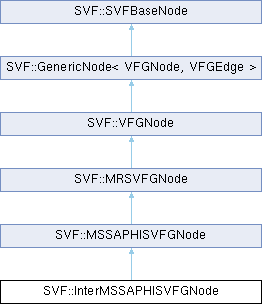 SVF::SVFBaseNode
SVF::GenericNode< VFGNode, VFGEdge >
SVF::VFGNode
SVF::MRSVFGNode
SVF::MSSAPHISVFGNode
SVF::InterMSSAPHISVFGNode